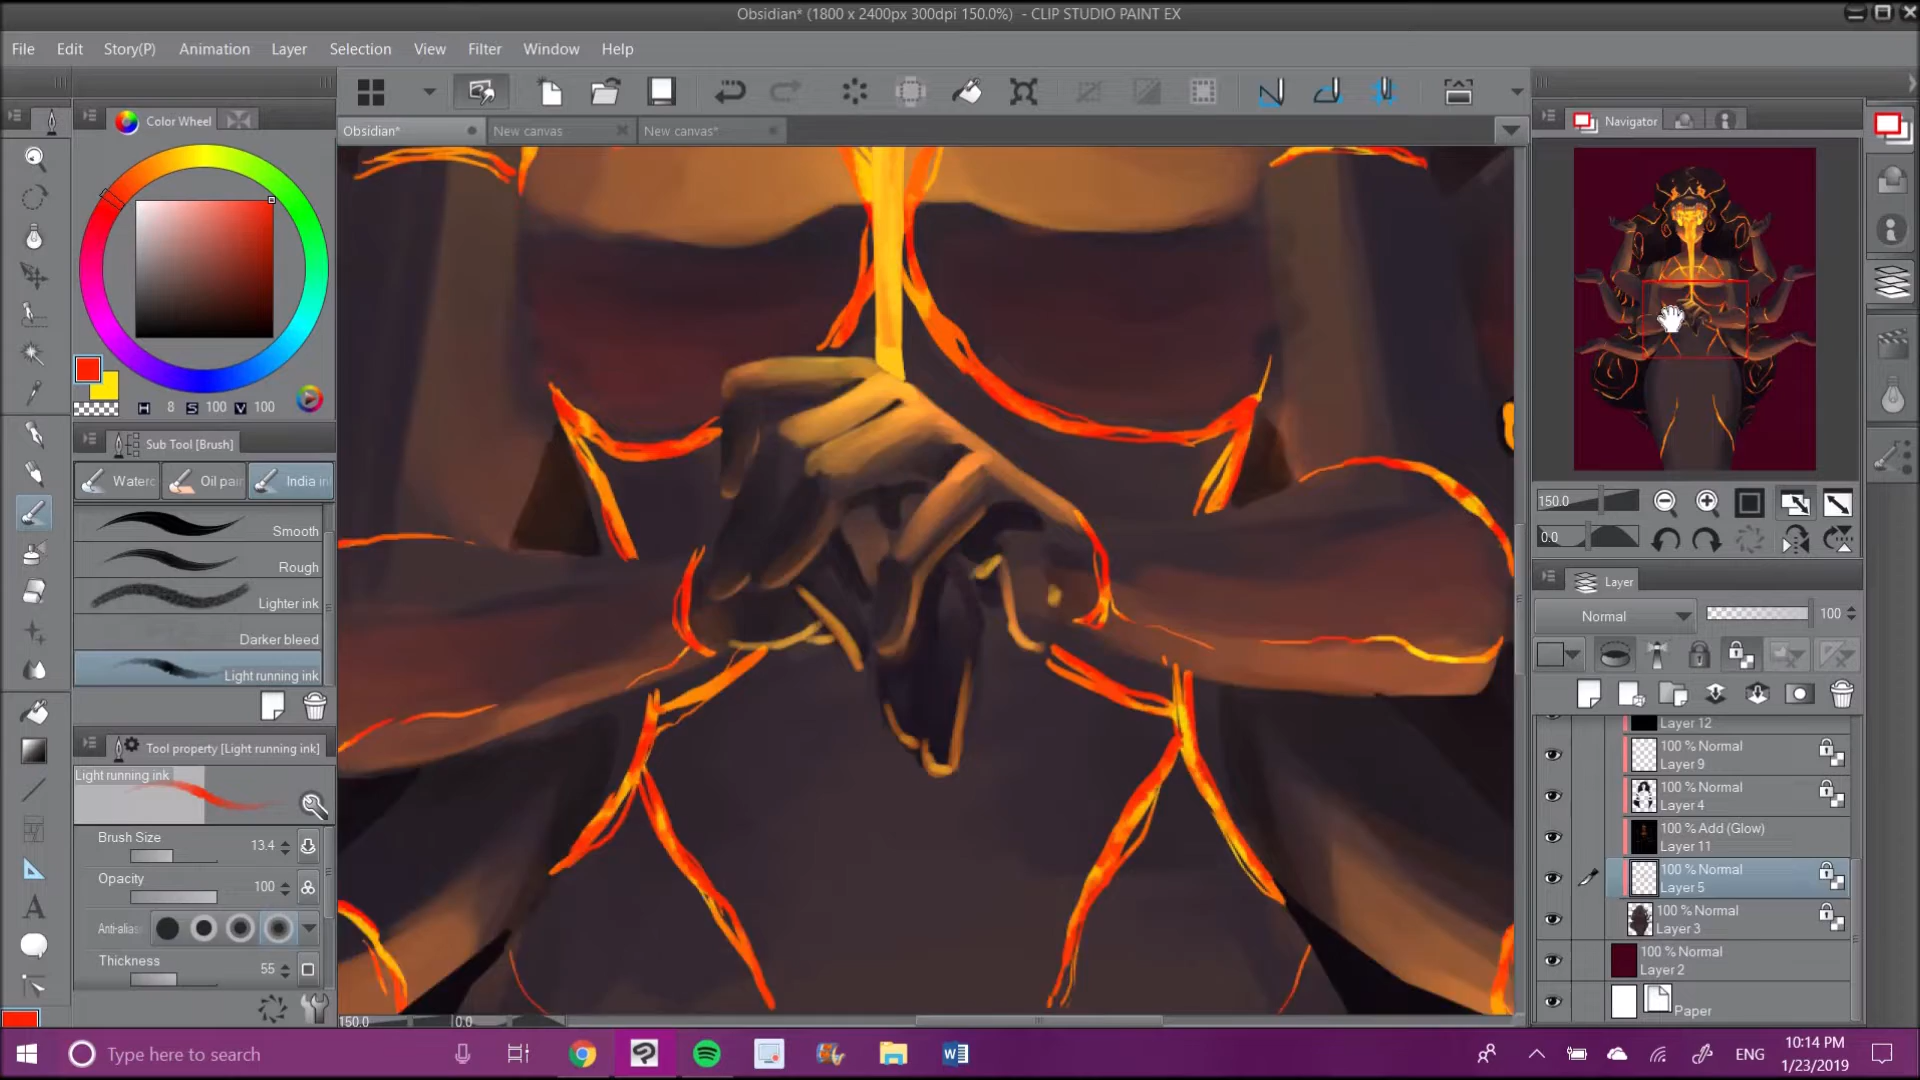 Obsidian* (1800 x 2400px 300dpi 150.0%) - CLIP STUDIO PAINT EX
File Edit Story(P) Animation Layer Selection View Filter Window Help
Color Wheel
Obsidian* New canvas New canvas*
Navigator
H 8 S 100 V 100
Sub Tool [Brush]
Waterc Oil pai India in
Smooth
Rough
Lighter ink
Darker bleed
Light running ink
Tool property [Light running ink]
Light running ink
Brush Size 13.4
Opacity 100
Anti-alias
Thickness 55
150.0 0.0
150.0
0.0
Layer
Normal 100
Layer 12
100 % Normal
Layer 9
100 % Normal
Layer 4
100 % Add (Glow)
Layer 11
100 % Normal
Layer 5
100 % Normal
Layer 3
100 % Normal
Layer 2
Paper
Type here to search
ENG
10:14 PM
1/23/2019